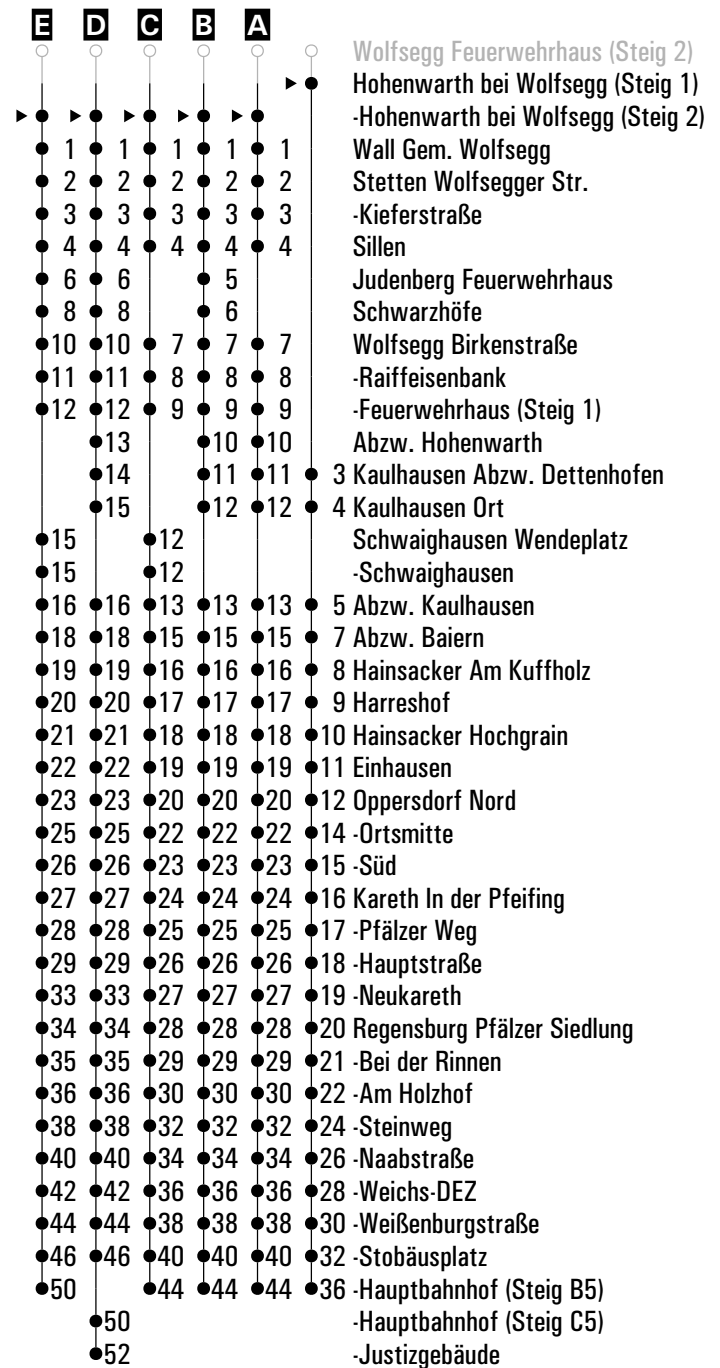 E D C B A
Wolfsegg Feuerwehrhaus (Steig 2)
Hohenwarth bei Wolfsegg (Steig 1)
-Hohenwarth bei Wolfsegg (Steig 2)
1 1 1 1 1 Wall Gem. Wolfsegg
2 2 2 2 2 Stetten Wolfsegger Str.
3 3 3 3 3 -Kieferstraße
4 4 4 4 4 Sillen
6 6 5 Judenberg Feuerwehrhaus
8 8 6 Schwarzhöfe
10 10 7 7 7 Wolfsegg Birkenstraße
11 11 8 8 8 -Raiffeisenbank
12 12 9 9 9 -Feuerwehrhaus (Steig 1)
13 10 10 Abzw. Hohenwarth
14 11 11 3 Kaulhausen Abzw. Dettenhofen
15 12 12 4 Kaulhausen Ort
15 12 Schwaighausen Wendeplatz
15 12 -Schwaighausen
16 16 13 13 13 5 Abzw. Kaulhausen
18 18 15 15 15 7 Abzw. Baiern
19 19 16 16 16 8 Hainsacker Am Kuffholz
20 20 17 17 17 9 Harreshof
21 21 18 18 18 10 Hainsacker Hochgrain
22 22 19 19 19 11 Einhausen
23 23 20 20 20 12 Oppersdorf Nord
25 25 22 22 22 14 -Ortsmitte
26 26 23 23 23 15 -Süd
27 27 24 24 24 16 Kareth In der Pfeifing
28 28 25 25 25 17 -Pfälzer Weg
29 29 26 26 26 18 -Hauptstraße
33 33 27 27 27 19 -Neukareth
34 34 28 28 28 20 Regensburg Pfälzer Siedlung
35 35 29 29 29 21 -Bei der Rinnen
36 36 30 30 30 22 -Am Holzhof
38 38 32 32 32 24 -Steinweg
40 40 34 34 34 26 -Naabstraße
42 42 36 36 36 28 -Weichs-DEZ
44 44 38 38 38 30 -Weißenburgstraße
46 46 40 40 40 32 -Stobäusplatz
50 44 44 44 36 -Hauptbahnhof (Steig B5)
50 -Hauptbahnhof (Steig C5)
52 -Justizgebäude